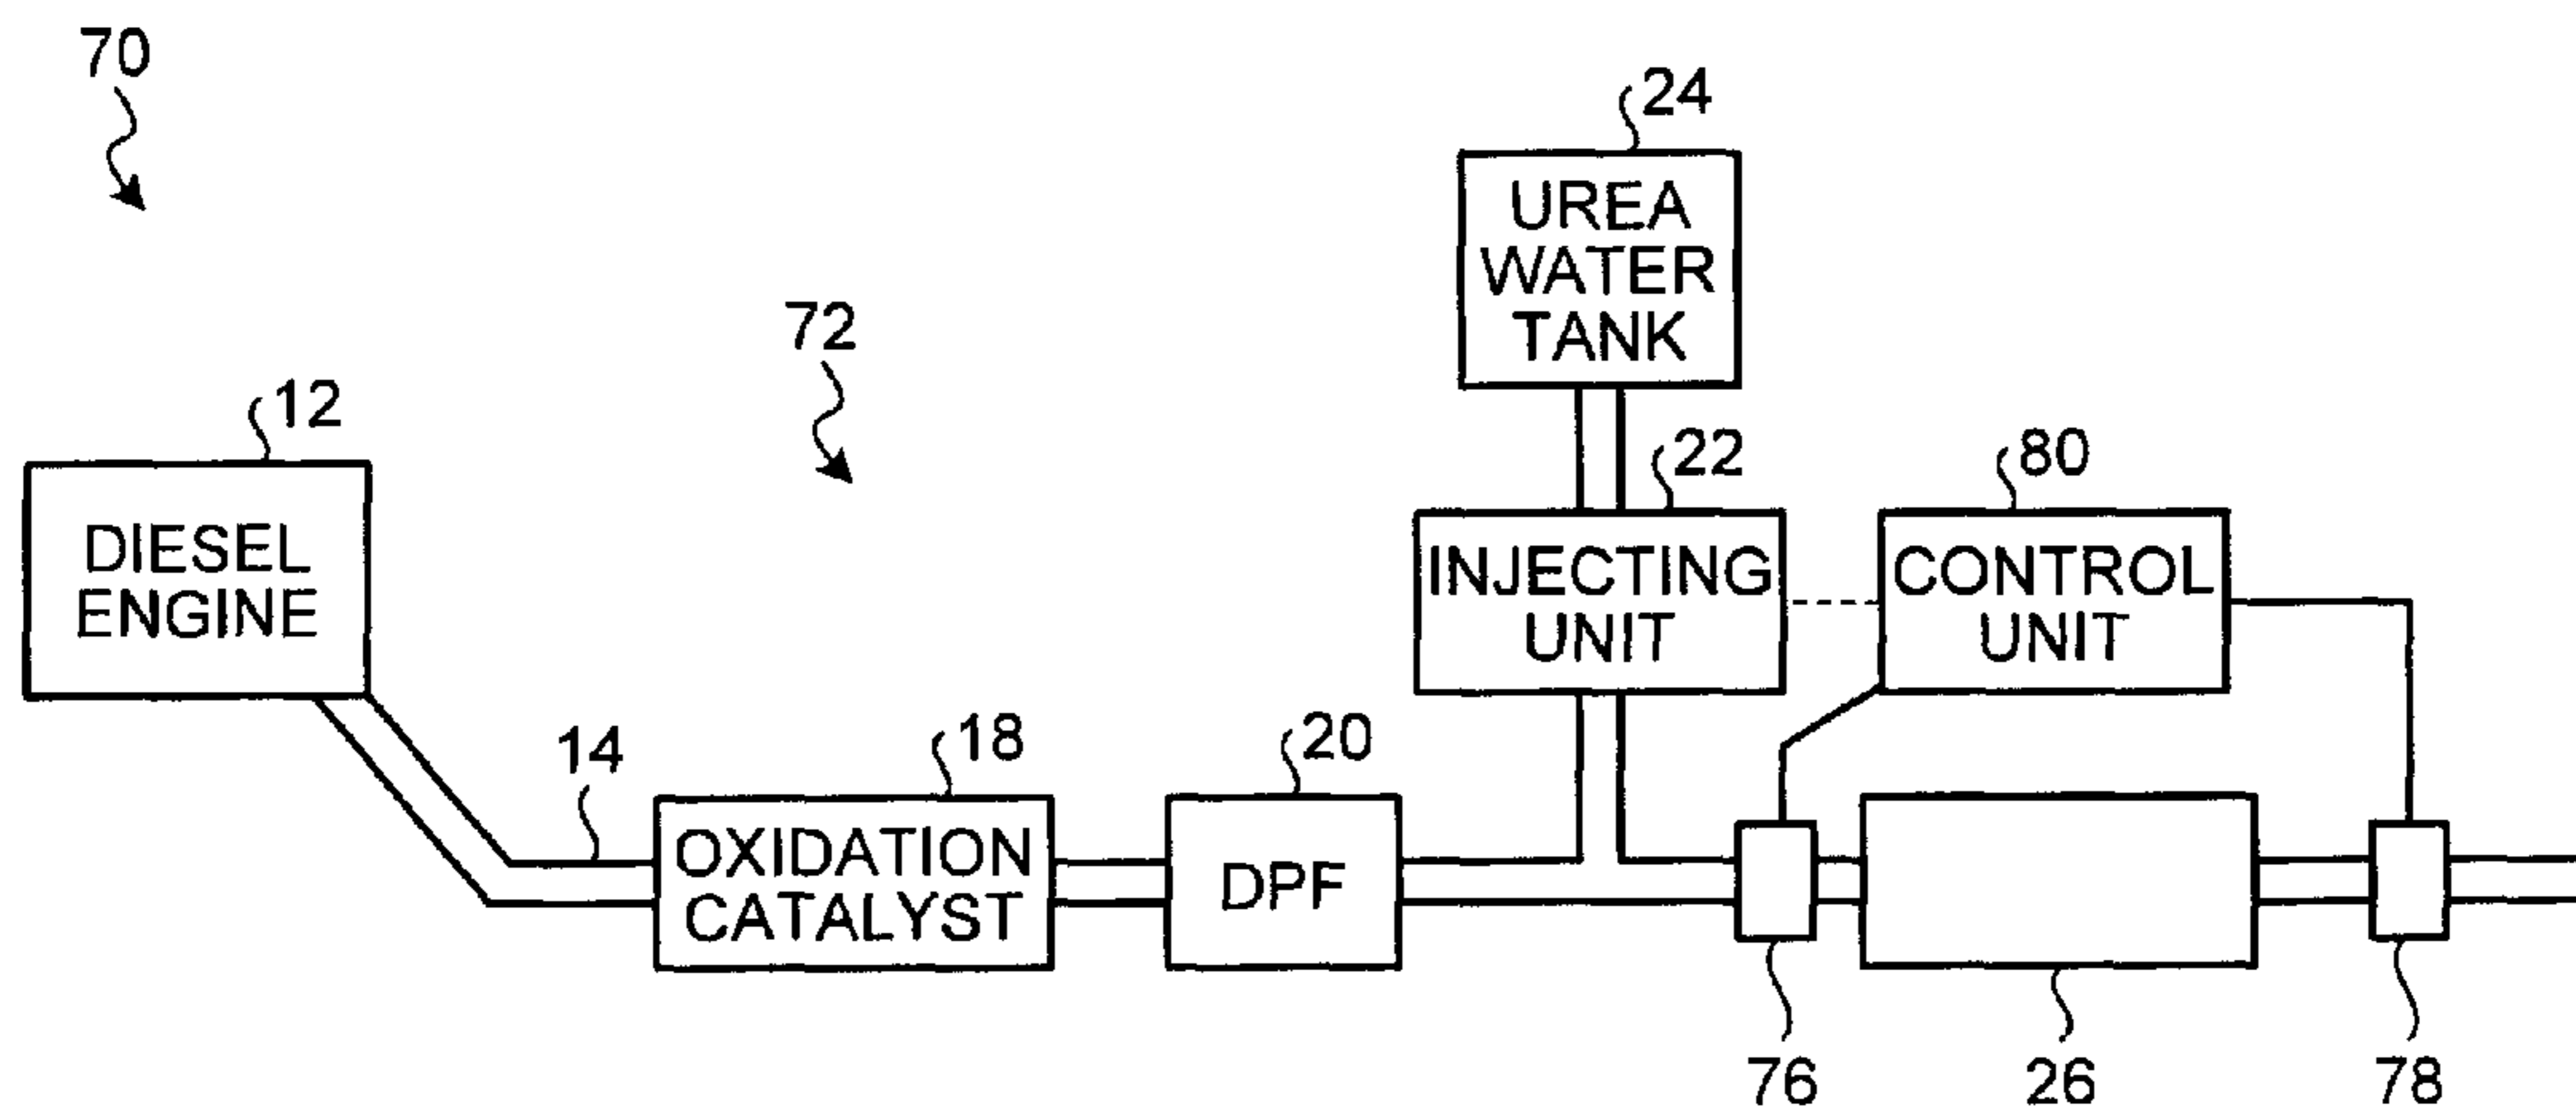 70
24
UREA
WATER
TANK
72
12
22
80
DIESEL
ENGINE
INJECTING
UNIT
CONTROL
UNIT
14
18
20
OXIDATION
CATALYST
DPF
76
26
78